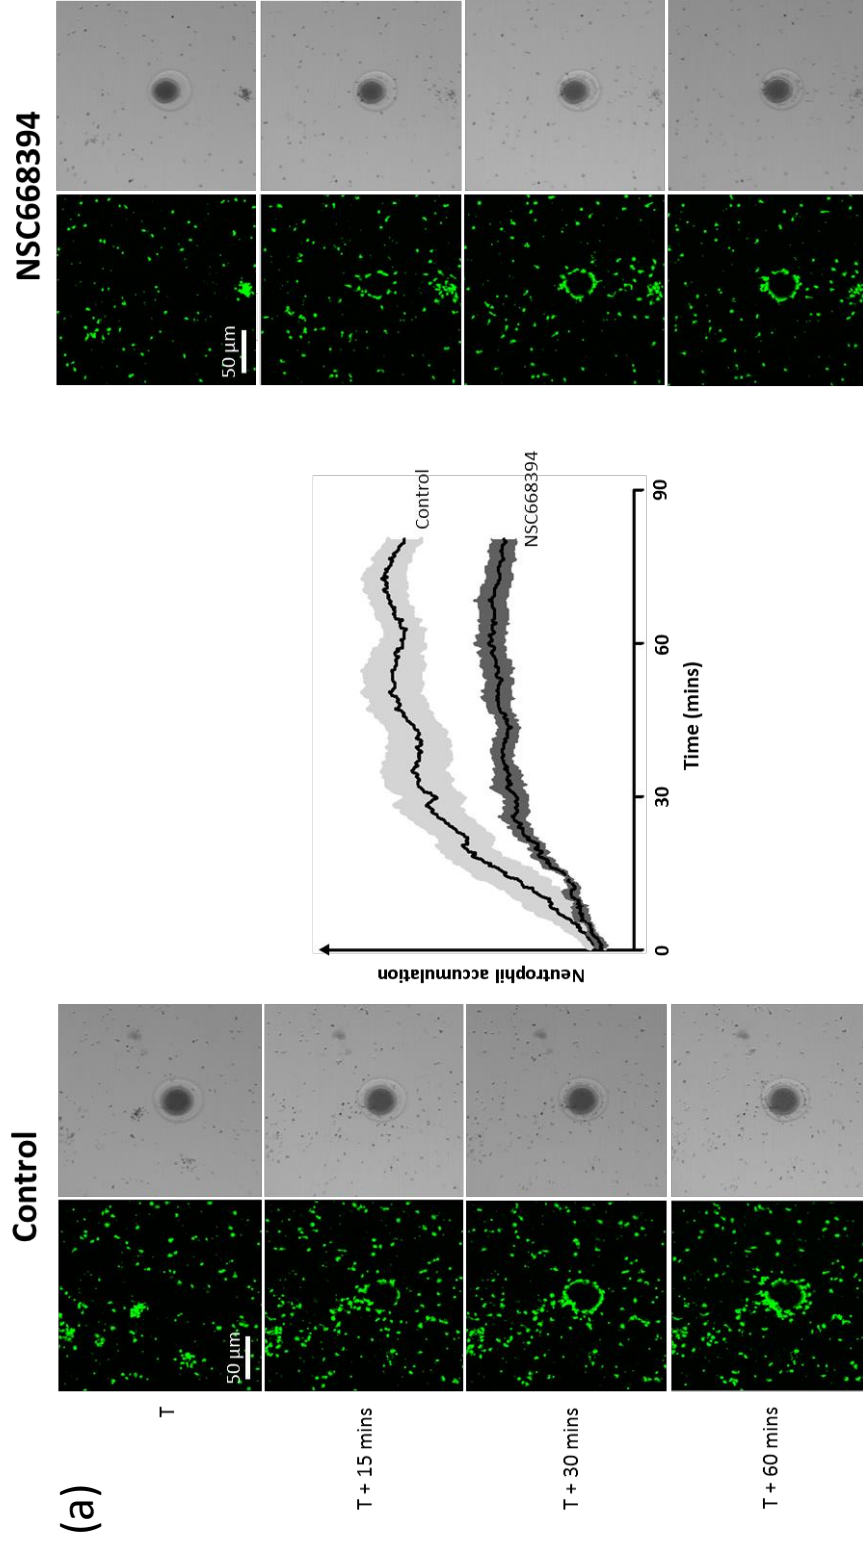 (a)
Control
NSC668394
T
T + 15 mins
T + 30 mins
T + 60 mins
50 µm
50 µm
Neutrophil accumulation
Control
NSC668394
0
30
60
90
Time (mins)